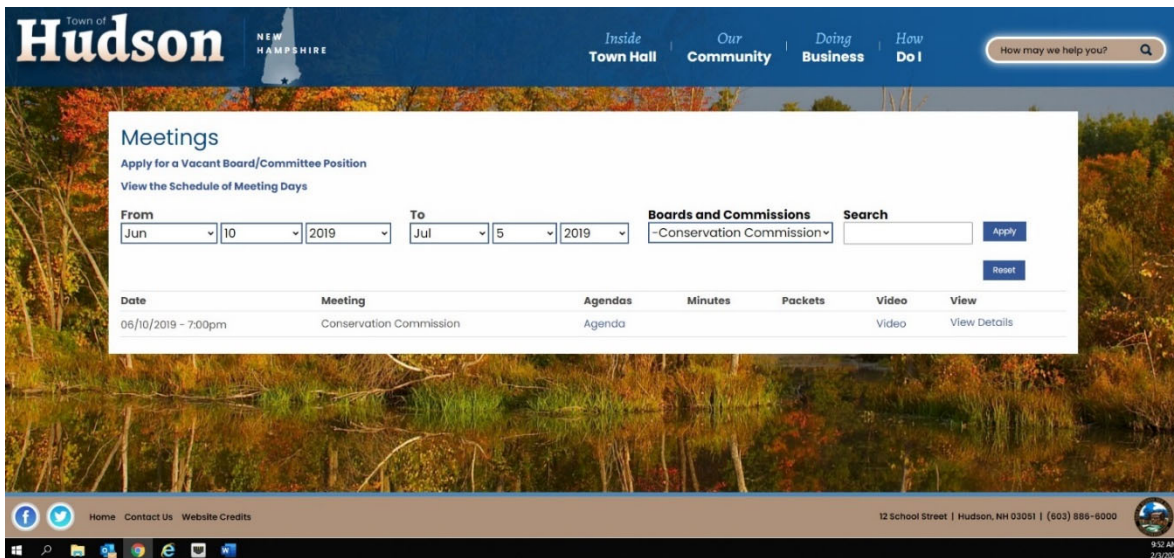 Town of
Hudson
NEW
HAMPSHIRE
Inside
Town Hall
Our
Community
Doing
Business
How
Do I
How may we help you?
Meetings
Apply for a Vacant Board/Committee Position
View the Schedule of Meeting Days
From To Boards and Commissions Search
Jun 10 2019 Jul 5 2019 -Conservation Commission Apply
Reset
Date Meeting Agendas Minutes Packets Video View
06/10/2019 - 7:00pm Conservation Commission Agenda Video View Details
Home Contact Us Website Credits
12 School Street | Hudson, NH 03051 | (603) 886-6000
9:52 AM